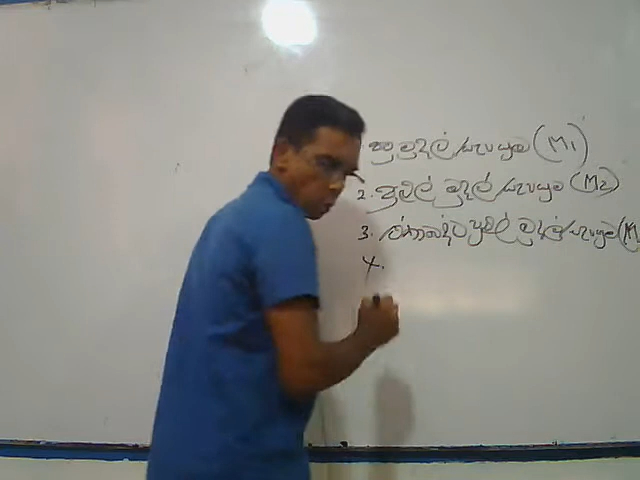 පටු මුදල් සැපයුම (M1)
2. පුළුල් මුදල් සැපයුම (M2)
3. ඒකාබද්ධ පුළුල් මුදල් සැපයුම (M
4.